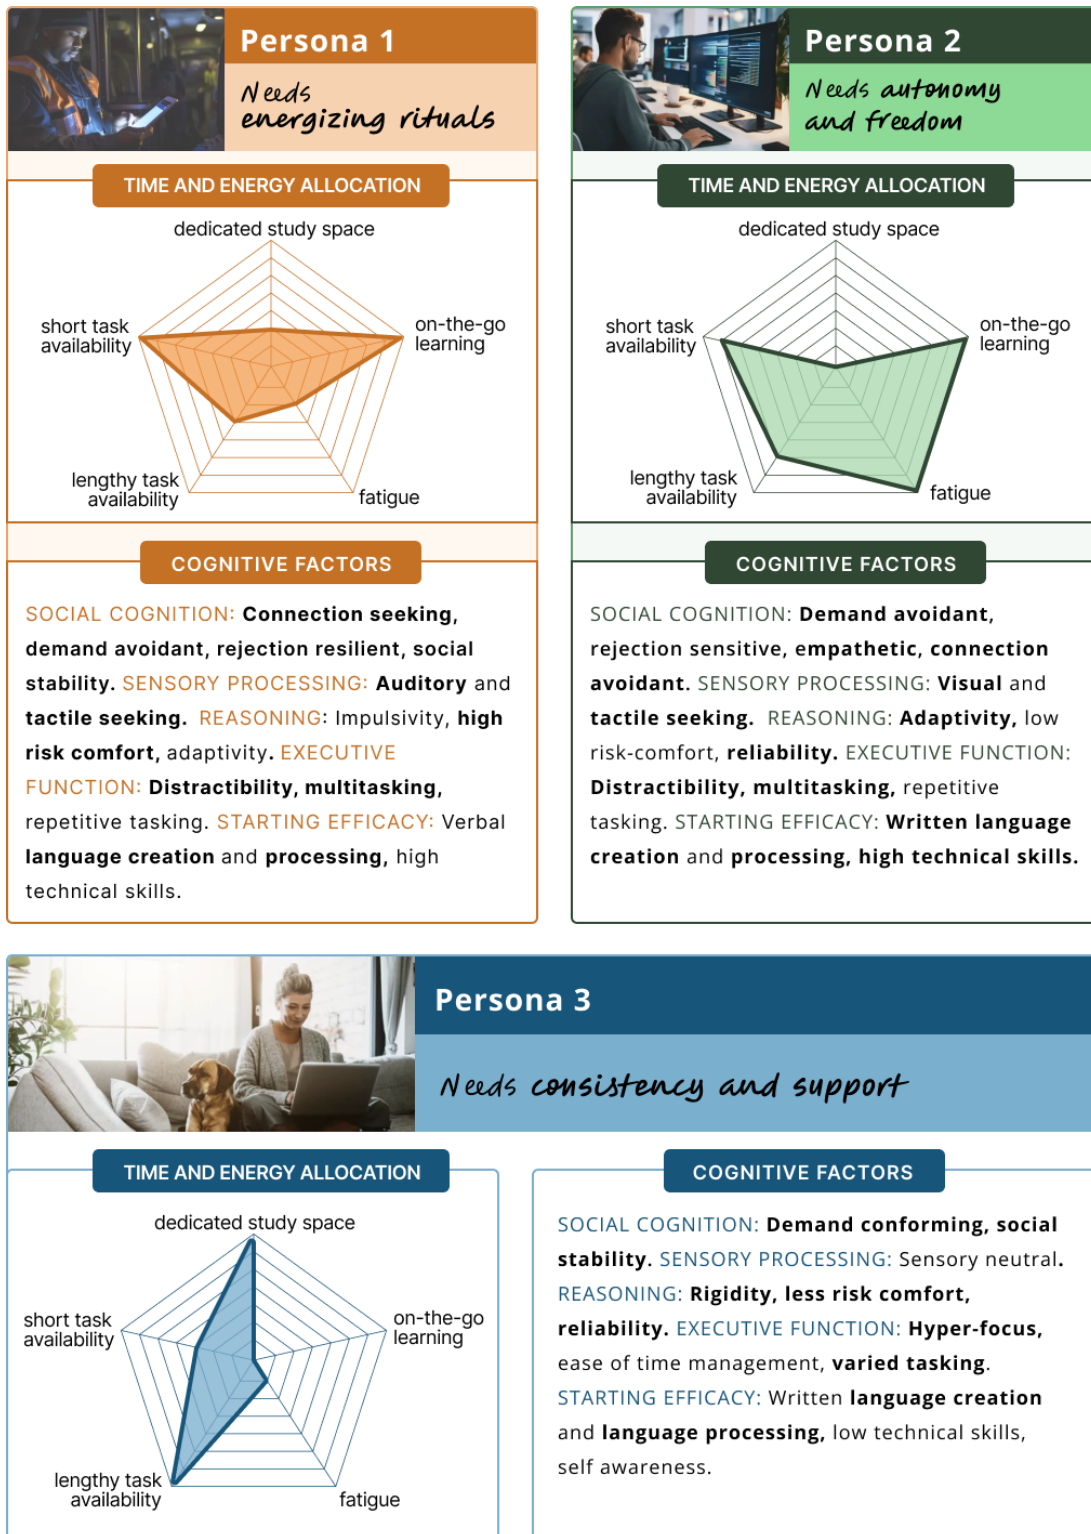 Persona 1
Needs
energizing rituals
TIME AND ENERGY ALLOCATION
dedicated study space
short task
availability
on-the-go
learning
lengthy task
availability
fatigue
COGNITIVE FACTORS
SOCIAL COGNITION: Connection seeking,
demand avoidant, rejection resilient, social
stability. SENSORY PROCESSING: Auditory and
tactile seeking. REASONING: Impulsivity, high
risk comfort, adaptivity. EXECUTIVE
FUNCTION: Distractibility, multitasking,
repetitive tasking. STARTING EFFICACY: Verbal
language creation and processing, high
technical skills.
Persona 2
Needs autonomy
and freedom
TIME AND ENERGY ALLOCATION
dedicated study space
short task
availability
on-the-go
learning
lengthy task
availability
fatigue
COGNITIVE FACTORS
SOCIAL COGNITION: Demand avoidant,
rejection sensitive, empathetic, connection
avoidant. SENSORY PROCESSING: Visual and
tactile seeking. REASONING: Adaptivity, low
risk-comfort, reliability. EXECUTIVE FUNCTION:
Distractibility, multitasking, repetitive
tasking. STARTING EFFICACY: Written language
creation and processing, high technical skills.
Persona 3
Needs consistency and support
TIME AND ENERGY ALLOCATION
dedicated study space
short task
availability
on-the-go
learning
lengthy task
availability
fatigue
COGNITIVE FACTORS
SOCIAL COGNITION: Demand conforming, social
stability. SENSORY PROCESSING: Sensory neutral.
REASONING: Rigidity, less risk comfort,
reliability. EXECUTIVE FUNCTION: Hyper-focus,
ease of time management, varied tasking.
STARTING EFFICACY: Written language creation
and language processing, low technical skills,
self awareness.